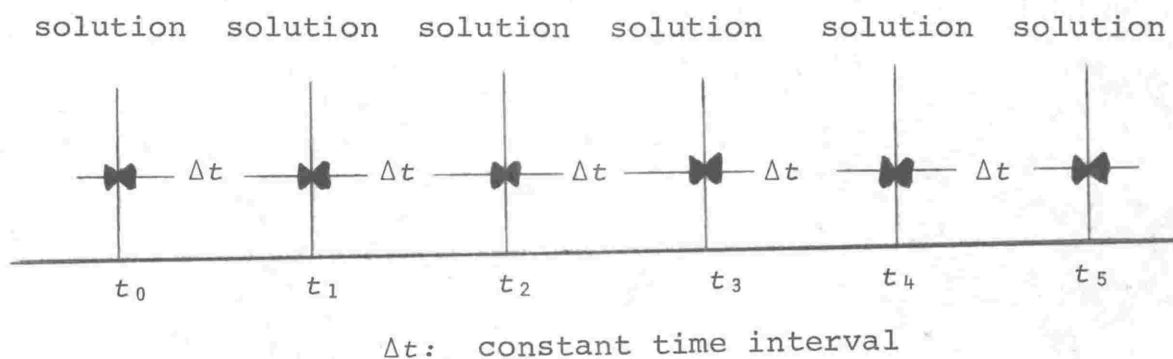 solution solution solution solution solution solution
Δt Δt Δt Δt Δt
t₀ t₁ t₂ t₃ t₄ t₅
Δt: constant time interval